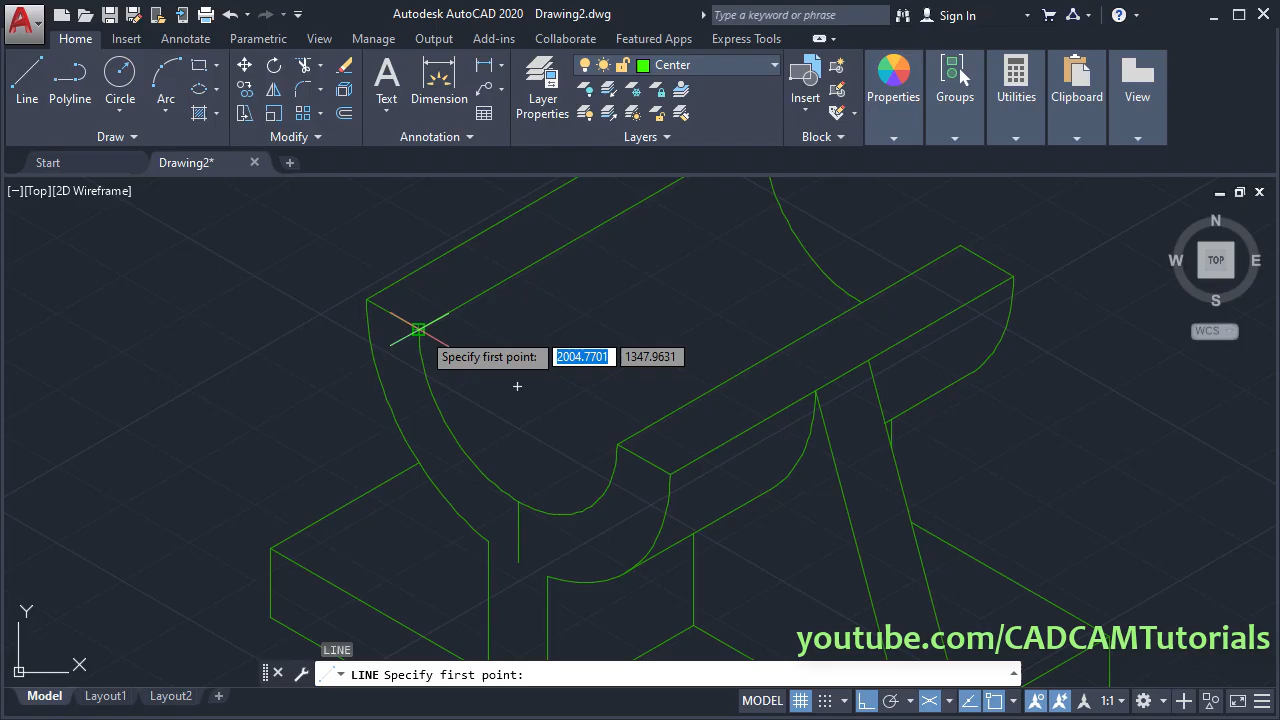 Autodesk AutoCAD 2020 Drawing2.dwg
Type a keyword or phrase
Sign In
Home Insert Annotate Parametric View Manage Output Add-ins Collaborate Featured Apps Express Tools
Line Polyline Circle Arc
Text Dimension
Layer Properties
Center
Insert
Properties Groups Utilities Clipboard View
Draw Modify Annotation Layers Block
Start Drawing2*
[−][Top][2D Wireframe]
N
W TOP E
S
WCS
Specify first point: 2004.7701 1347.9631
Y
X
youtube.com/CADCAMTutorials
LINE
LINE Specify first point:
Model Layout1 Layout2
MODEL 1:1